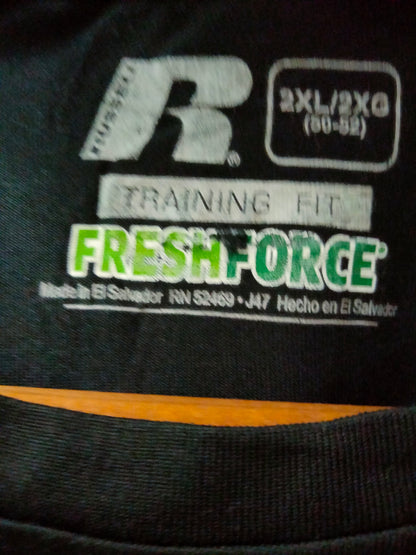 RUSSELL
R®
2XL/2XG
(50-52)
TRAINING FIT
FRESHFORCE®
Made in El Salvador RN 52469 • J47 Hecho en El Salvador